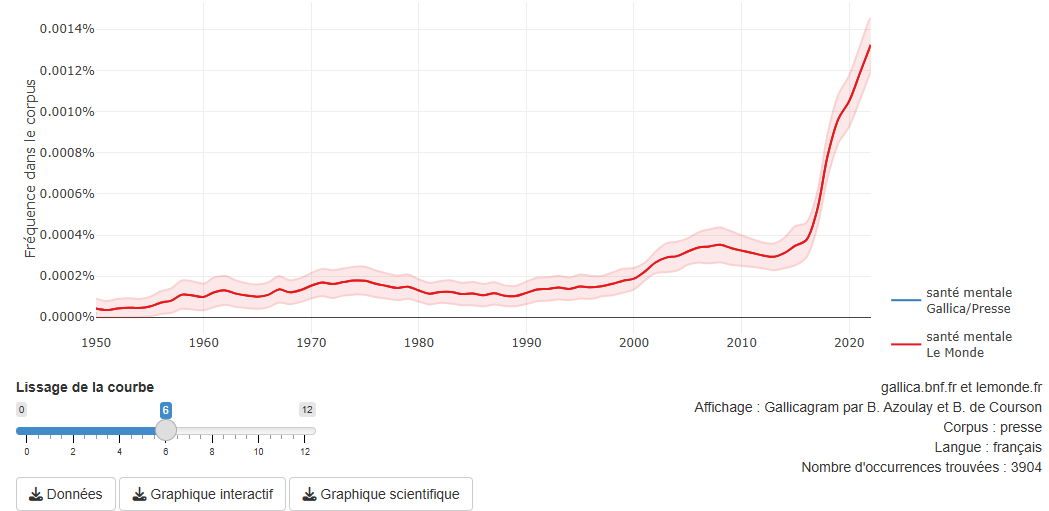 0.0014%
0.0012%
0.0010%
0.0008%
0.0006%
0.0004%
0.0002%
0.0000%
Fréquence dans le corpus
1950 1960 1970 1980 1990 2000 2010 2020
santé mentale
Gallica/Presse
santé mentale
Le Monde
Lissage de la courbe
0 6 12
0 2 4 6 8 10 12
gallica.bnf.fr et lemonde.fr
Affichage : Gallicagram par B. Azoulay et B. de Courson
Corpus : presse
Langue : français
Nombre d'occurrences trouvées : 3904
Données Graphique interactif Graphique scientifique